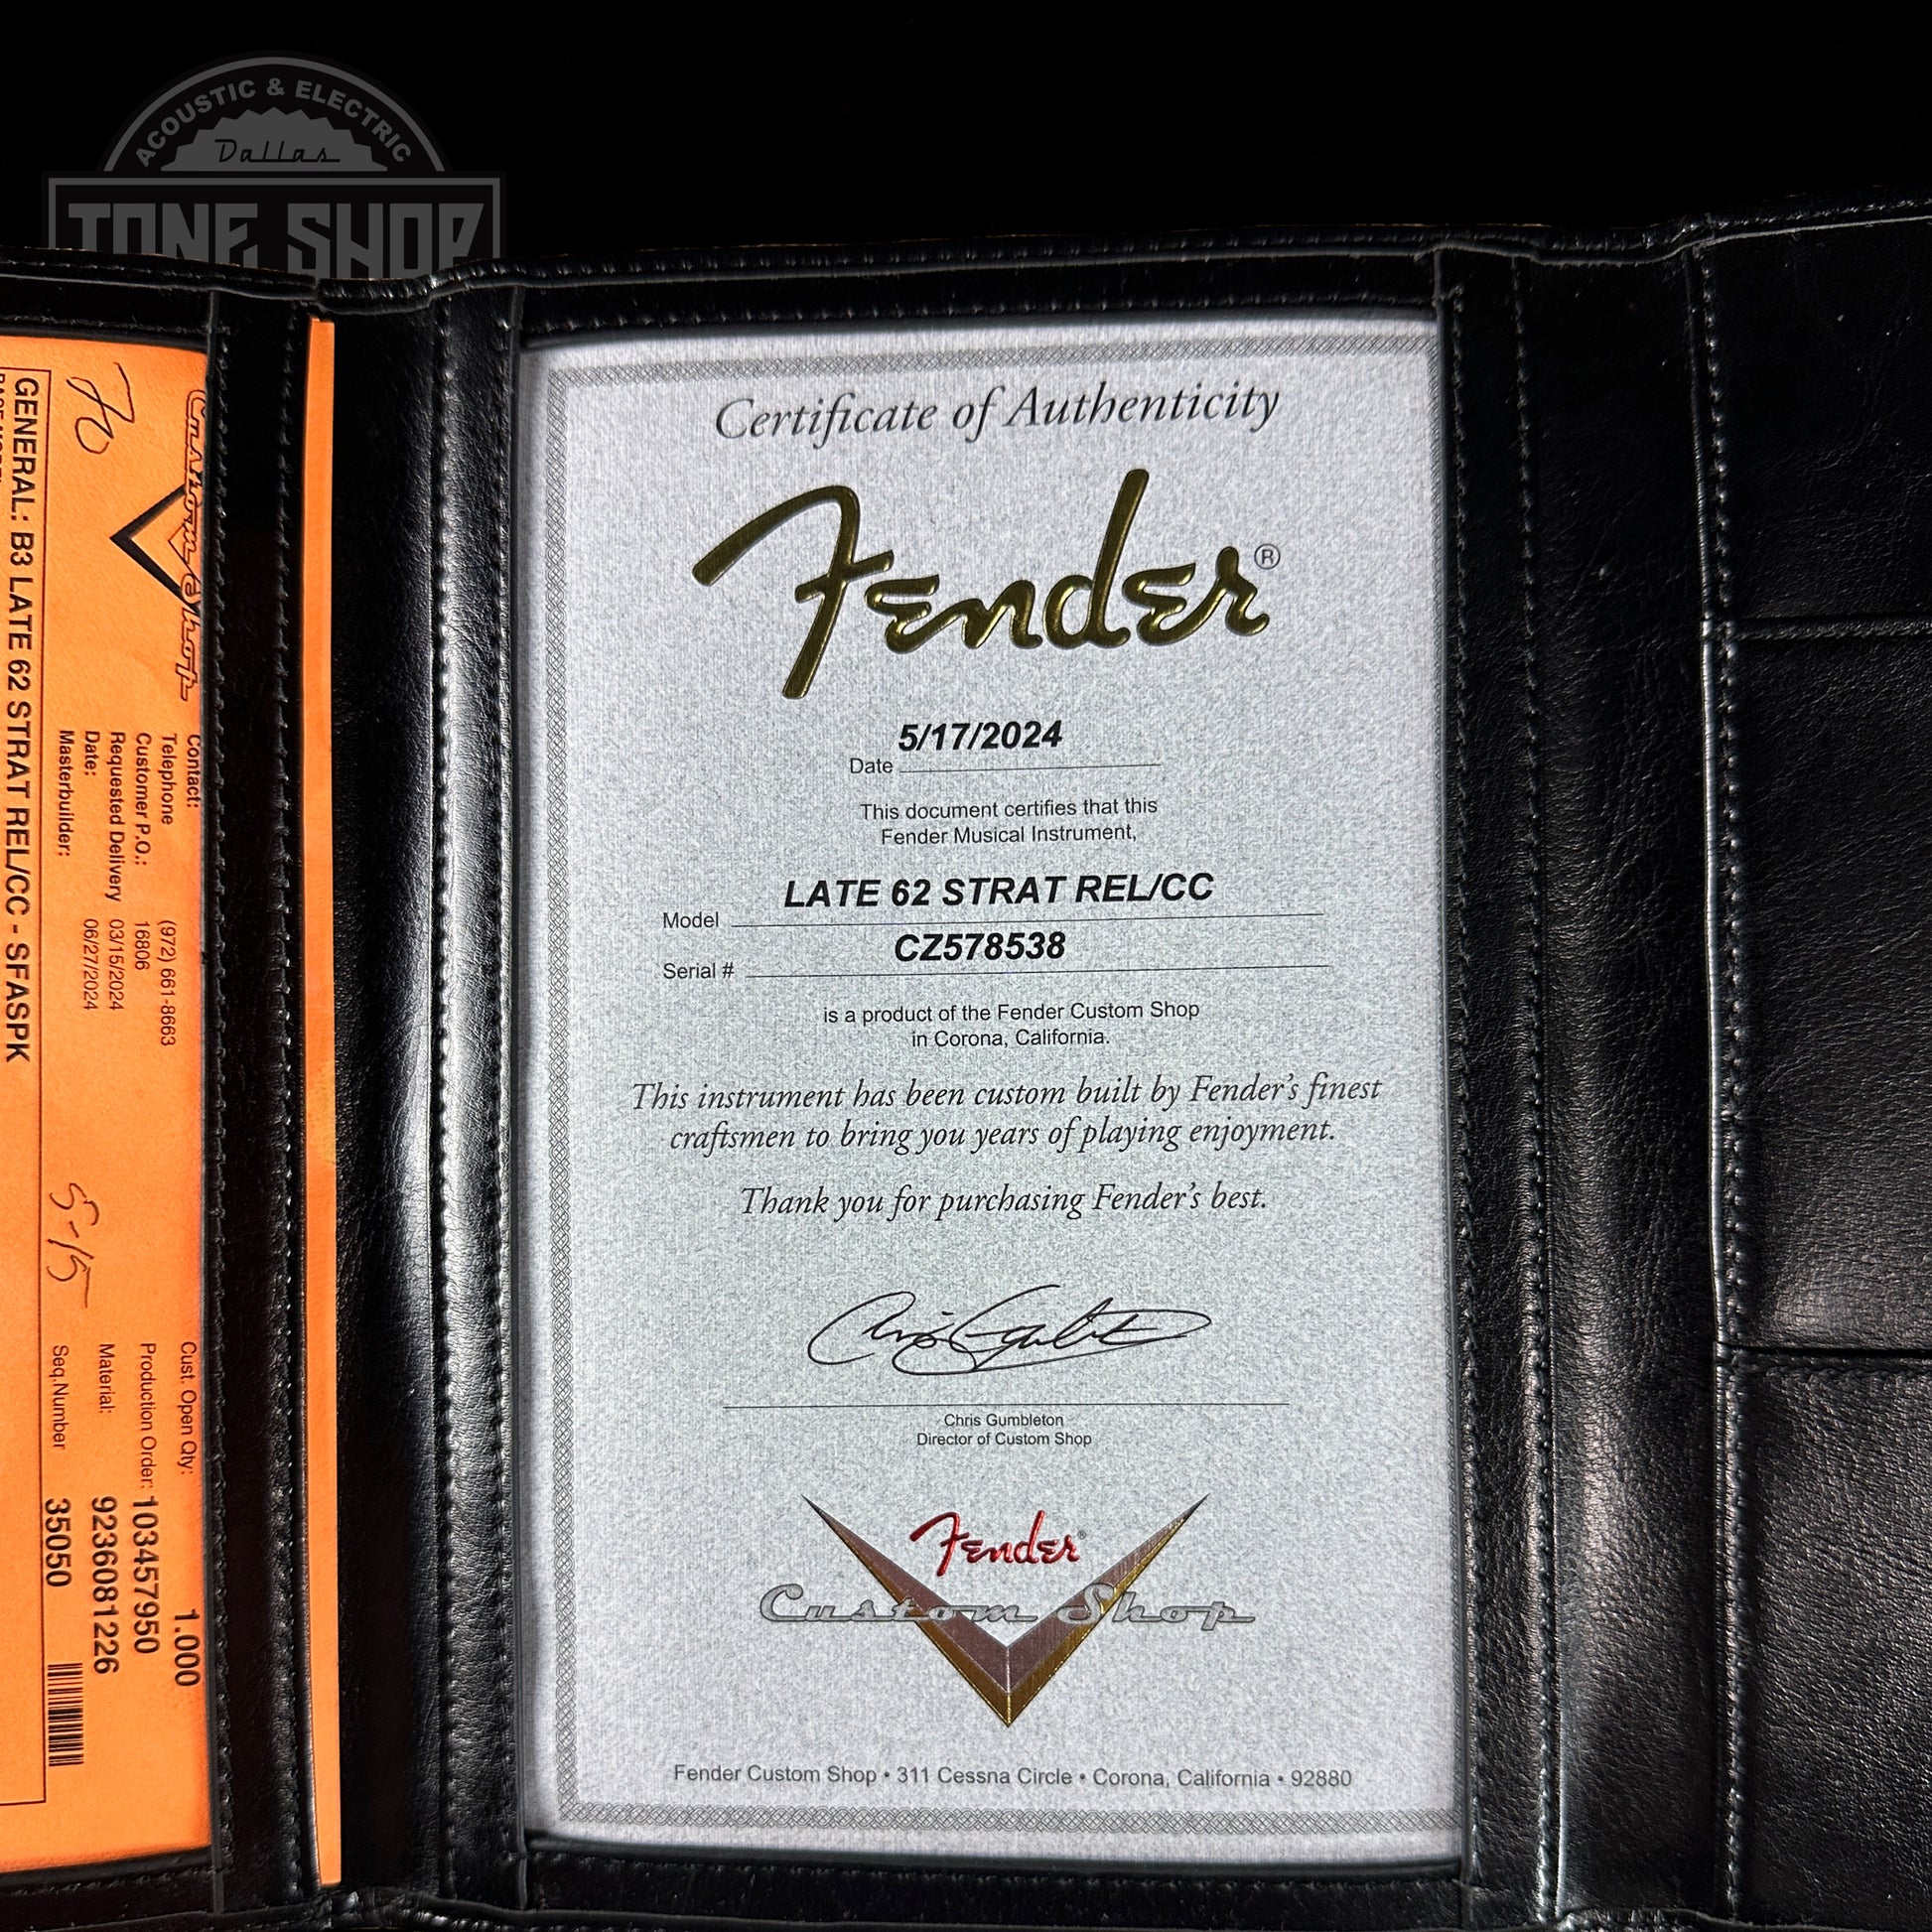 ACOUSTIC & ELECTRIC
Dallas
TONE SHOP
70
Custom Shop
Contact:
Telephone (972) 661-8663
Customer P.O.: 16806
Requested Delivery 03/15/2024
Date: 06/27/2024
Masterbuilder:
5-15
Cust. Open Qty: 1.000
Production Order: 103457950
Material: 9236081226
Seq.Number 35050
GENERAL: B3 LATE 62 STRAT REL/CC - SFASPK
Certificate of Authenticity
Fender®
5/17/2024
Date
This document certifies that this
Fender Musical Instrument,
LATE 62 STRAT REL/CC
Model
CZ578538
Serial #
is a product of the Fender Custom Shop
in Corona, California.
This instrument has been custom built by Fender's finest
craftsmen to bring you years of playing enjoyment.
Thank you for purchasing Fender's best.
Chris Gumbleton
Director of Custom Shop
Fender®
Custom Shop
Fender Custom Shop • 311 Cessna Circle • Corona, California • 92880